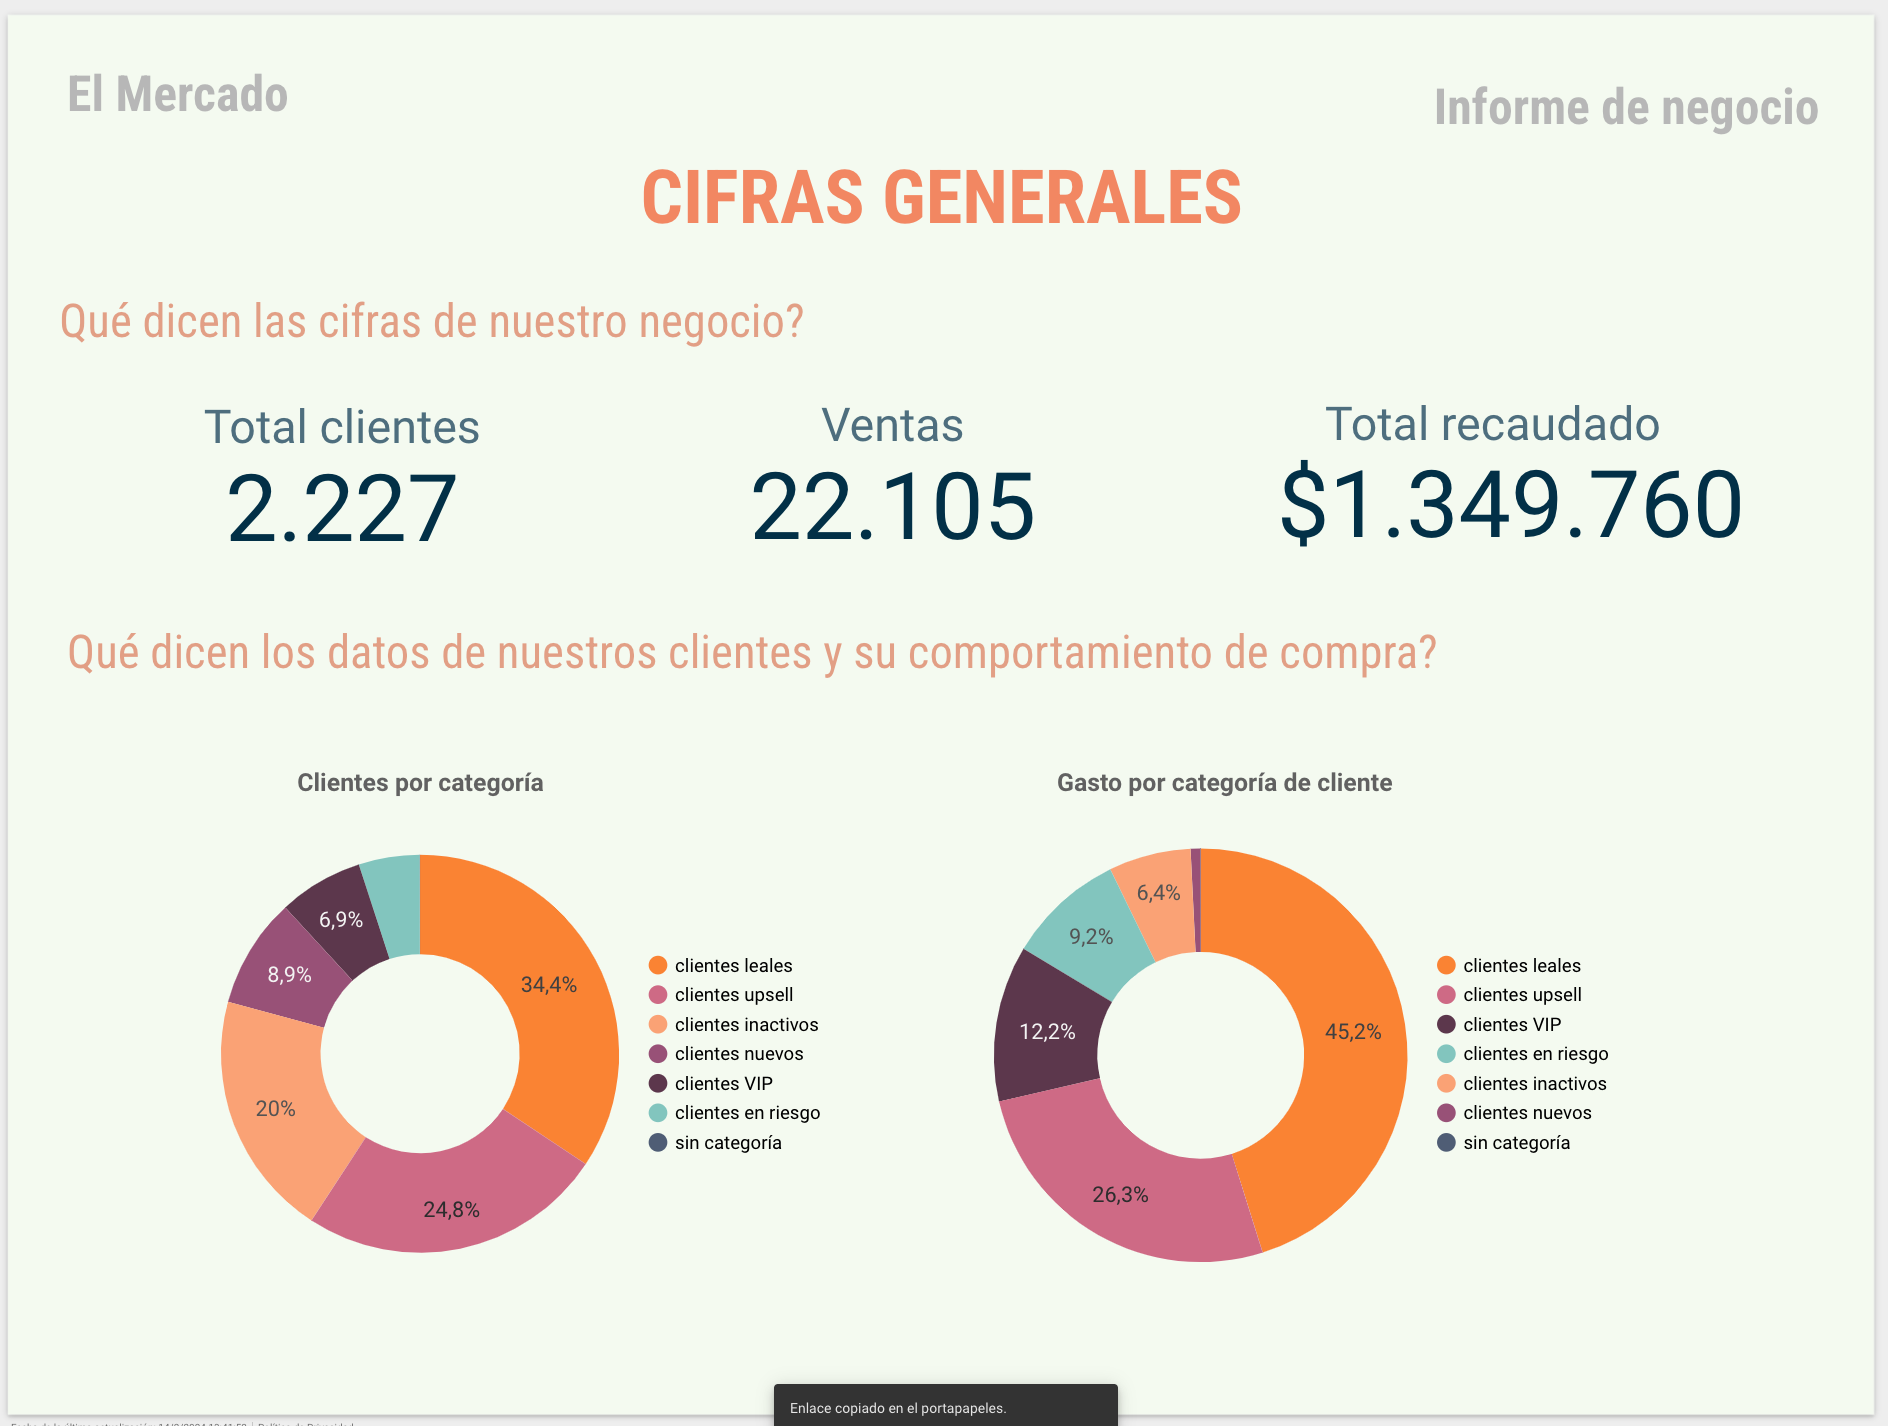 El Mercado
Informe de negocio
CIFRAS GENERALES
Qué dicen las cifras de nuestro negocio?
Total clientes
2.227
Ventas
22.105
Total recaudado
$1.349.760
Qué dicen los datos de nuestros clientes y su comportamiento de compra?
Clientes por categoría
34,4%
24,8%
20%
8,9%
6,9%
clientes leales
clientes upsell
clientes inactivos
clientes nuevos
clientes VIP
clientes en riesgo
sin categoría
Gasto por categoría de cliente
45,2%
26,3%
12,2%
9,2%
6,4%
clientes leales
clientes upsell
clientes VIP
clientes en riesgo
clientes inactivos
clientes nuevos
sin categoría
Enlace copiado en el portapapeles.